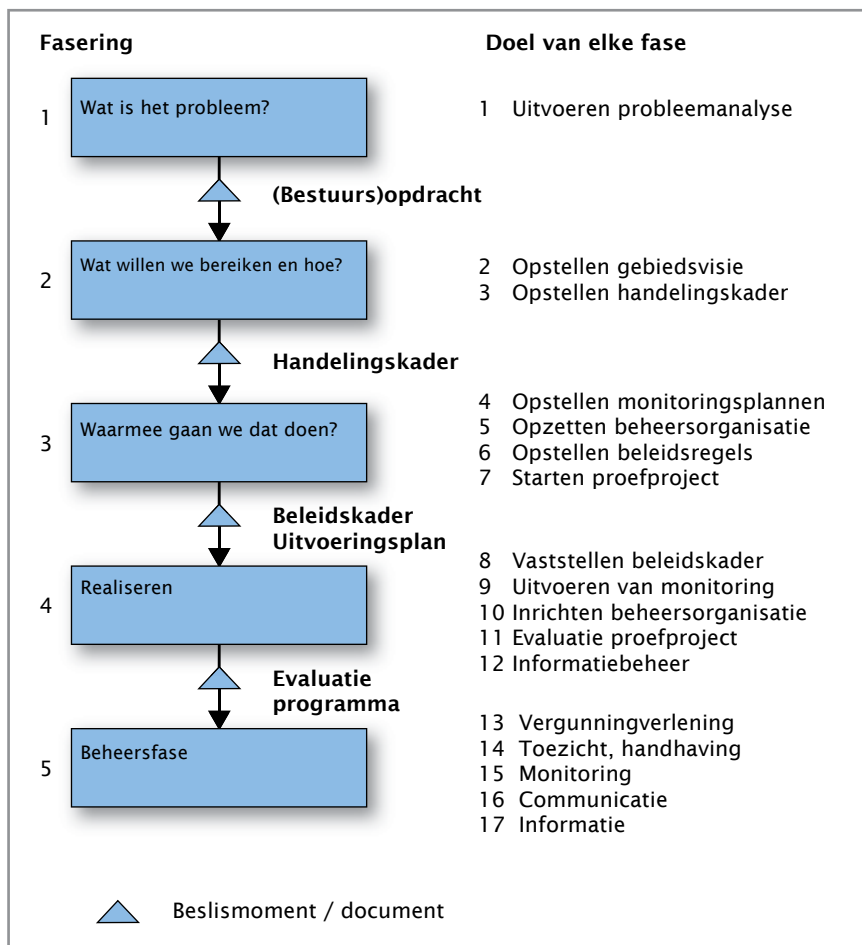 Fasering
Doel van elke fase
1
Wat is het probleem?
1 Uitvoeren probleemanalyse
(Bestuurs)opdracht
2
Wat willen we bereiken en hoe?
2 Opstellen gebiedsvisie
3 Opstellen handelingskader
Handelingskader
3
Waarmee gaan we dat doen?
4 Opstellen monitoringsplannen
5 Opzetten beheersorganisatie
6 Opstellen beleidsregels
7 Starten proefproject
Beleidskader
Uitvoeringsplan
4
Realiseren
8 Vaststellen beleidskader
9 Uitvoeren van monitoring
10 Inrichten beheersorganisatie
11 Evaluatie proefproject
12 Informatiebeheer
Evaluatie
programma
5
Beheersfase
13 Vergunningverlening
14 Toezicht, handhaving
15 Monitoring
16 Communicatie
17 Informatie
Beslismoment / document